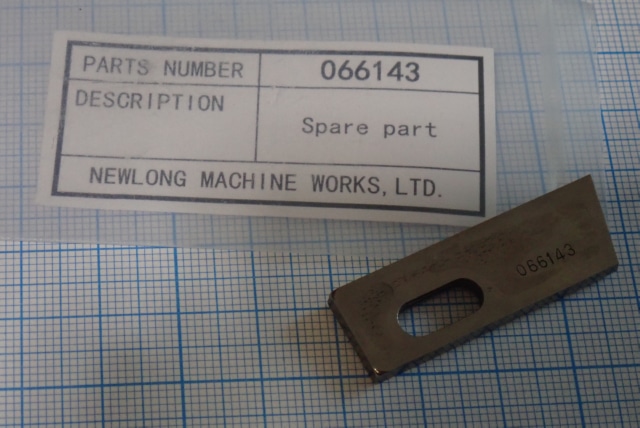 PARTS NUMBER 066143
DESCRIPTION
Spare part
NEWLONG MACHINE WORKS,LTD.
066143